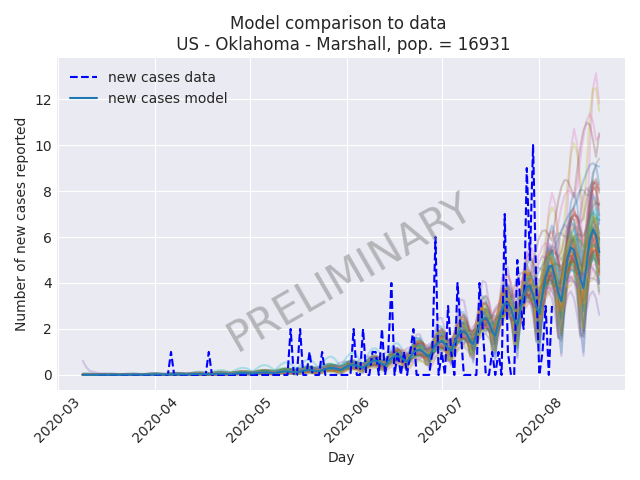 Model comparison to data
US - Oklahoma - Marshall, pop. = 16931
new cases data
new cases model
Number of new cases reported
12
10
8
6
4
2
0
PRELIMINARY
2020-03
2020-04
2020-05
2020-06
2020-07
2020-08
Day